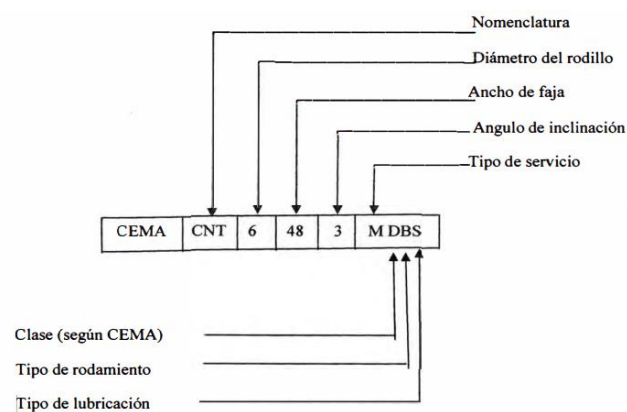 Nomenclatura
Diámetro del rodillo
Ancho de faja
Angulo de inclinación
Tipo de servicio
CEMA CNT 6 48 3 M DBS
Clase (según CEMA)
Tipo de rodamiento
Tipo de lubricación